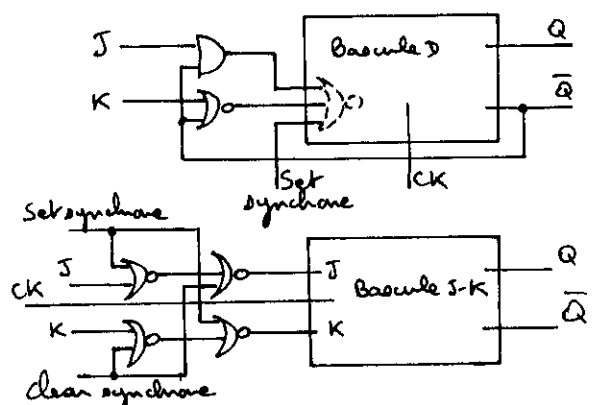 J
K
Bascule D
Q
Q̅
Set
synchrone
CK
Set synchrone
J
CK
K
Clear synchrone
J
K
Bascule J-K
Q
Q̅